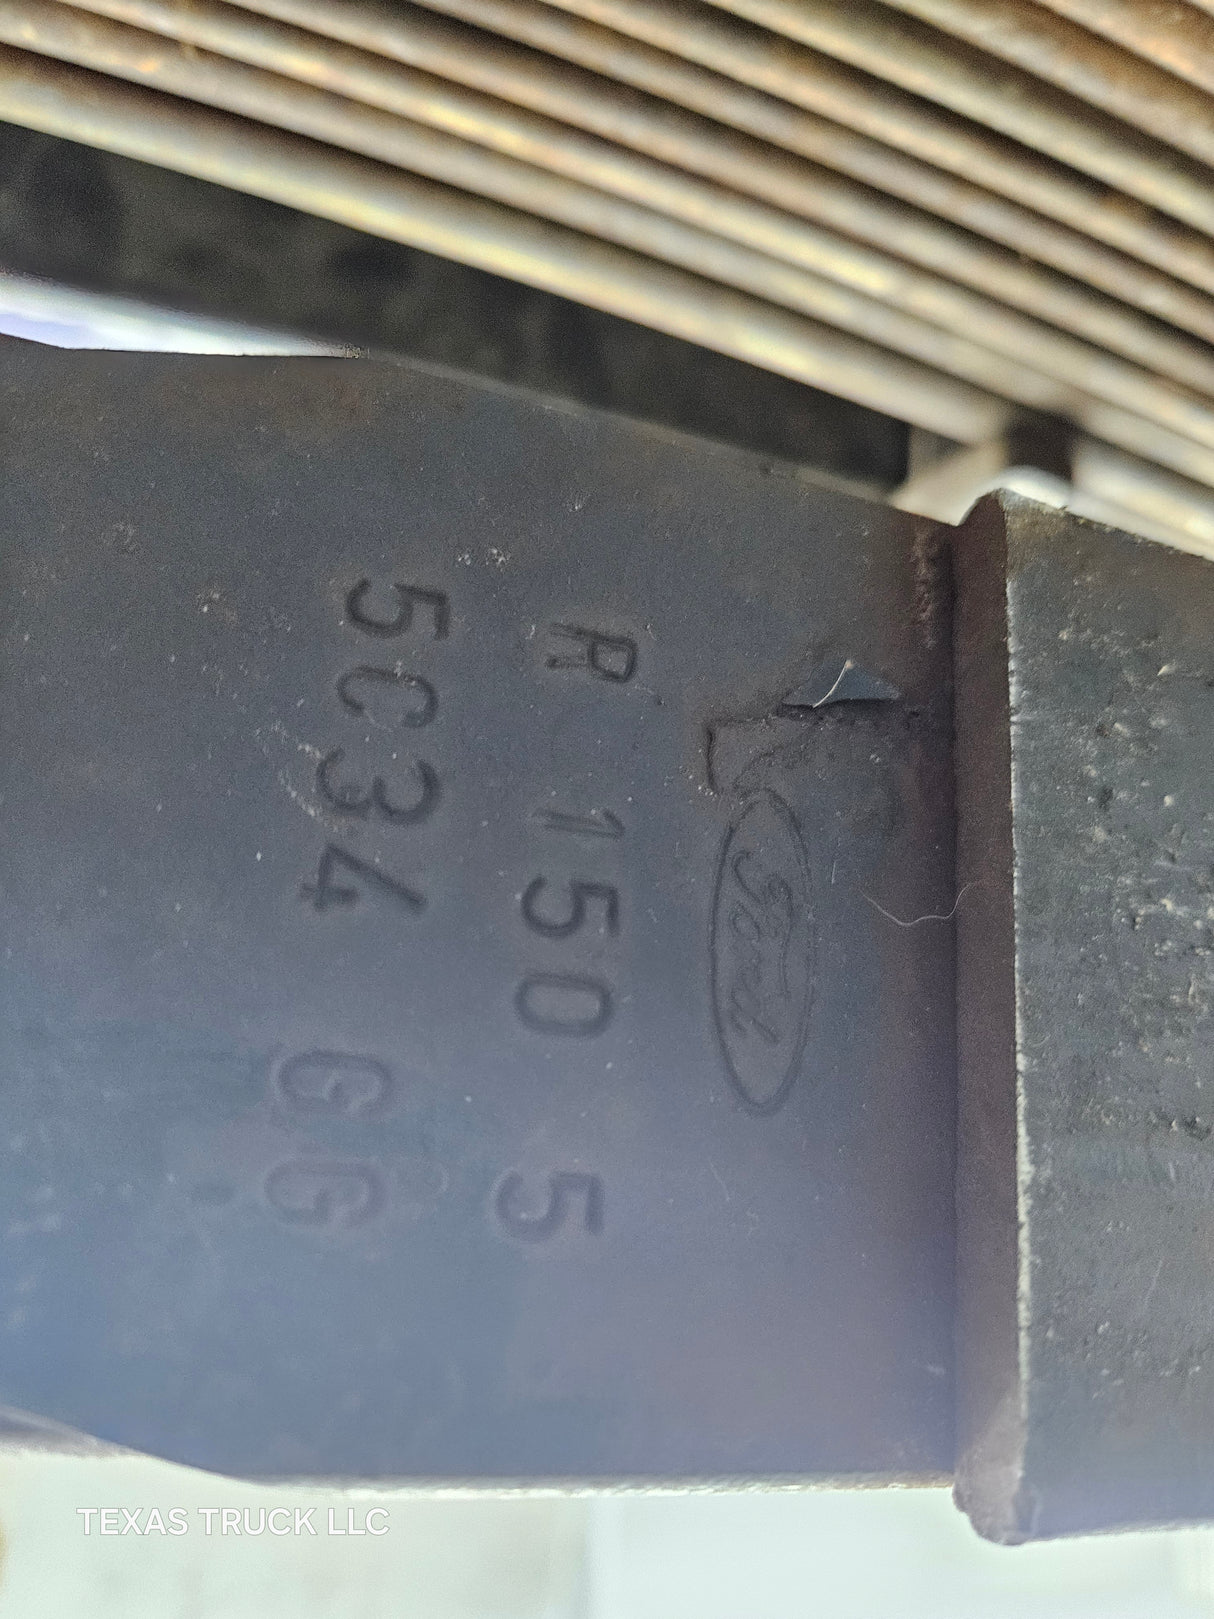 Ford
R 150 5
5C34 GG
TEXAS TRUCK LLC